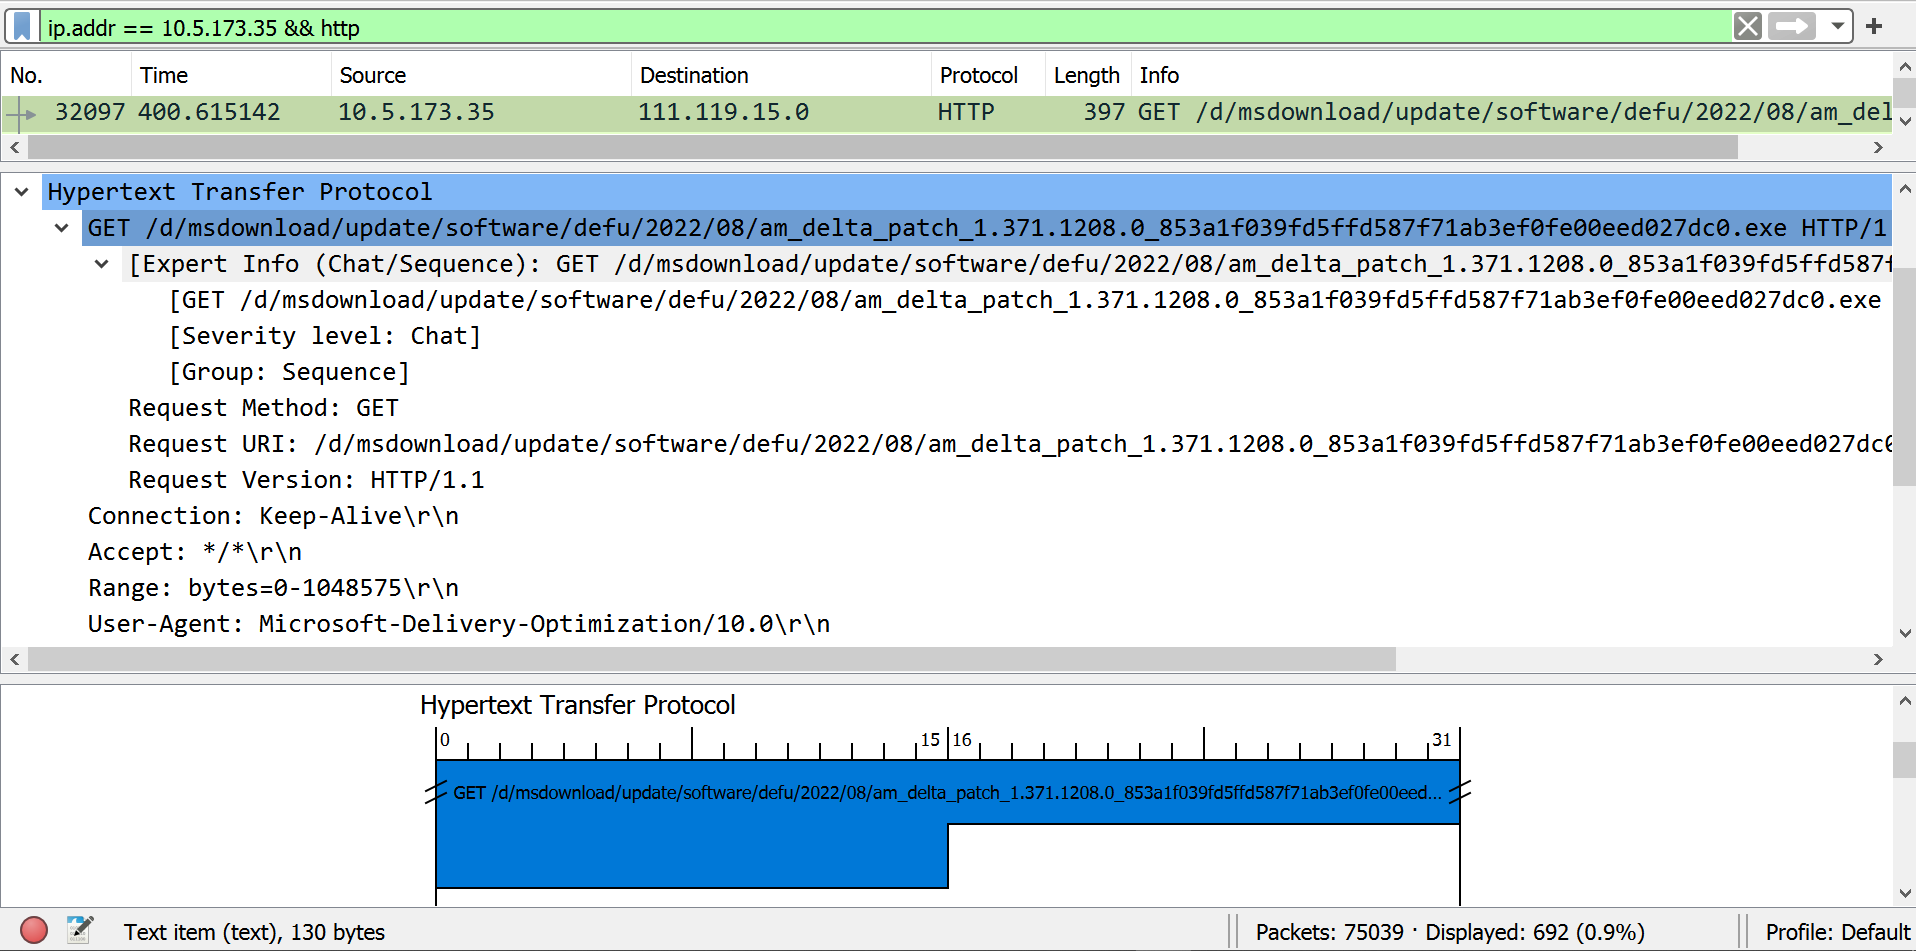 ip.addr == 10.5.173.35 && http
No. Time Source Destination Protocol Length Info
32097 400.615142 10.5.173.35 111.119.15.0 HTTP 397 GET /d/msdownload/update/software/defu/2022/08/am_del
Hypertext Transfer Protocol
GET /d/msdownload/update/software/defu/2022/08/am_delta_patch_1.371.1208.0_853a1f039fd5ffd587f71ab3ef0fe00eed027dc0.exe HTTP/1
[Expert Info (Chat/Sequence): GET /d/msdownload/update/software/defu/2022/08/am_delta_patch_1.371.1208.0_853a1f039fd5ffd587f
[GET /d/msdownload/update/software/defu/2022/08/am_delta_patch_1.371.1208.0_853a1f039fd5ffd587f71ab3ef0fe00eed027dc0.exe
[Severity level: Chat]
[Group: Sequence]
Request Method: GET
Request URI: /d/msdownload/update/software/defu/2022/08/am_delta_patch_1.371.1208.0_853a1f039fd5ffd587f71ab3ef0fe00eed027dc0
Request Version: HTTP/1.1
Connection: Keep-Alive\r\n
Accept: */*\r\n
Range: bytes=0-1048575\r\n
User-Agent: Microsoft-Delivery-Optimization/10.0\r\n
Hypertext Transfer Protocol
0 15 16 31
GET /d/msdownload/update/software/defu/2022/08/am_delta_patch_1.371.1208.0_853a1f039fd5ffd587f71ab3ef0fe00eed...
Text item (text), 130 bytes Packets: 75039 · Displayed: 692 (0.9%) Profile: Default